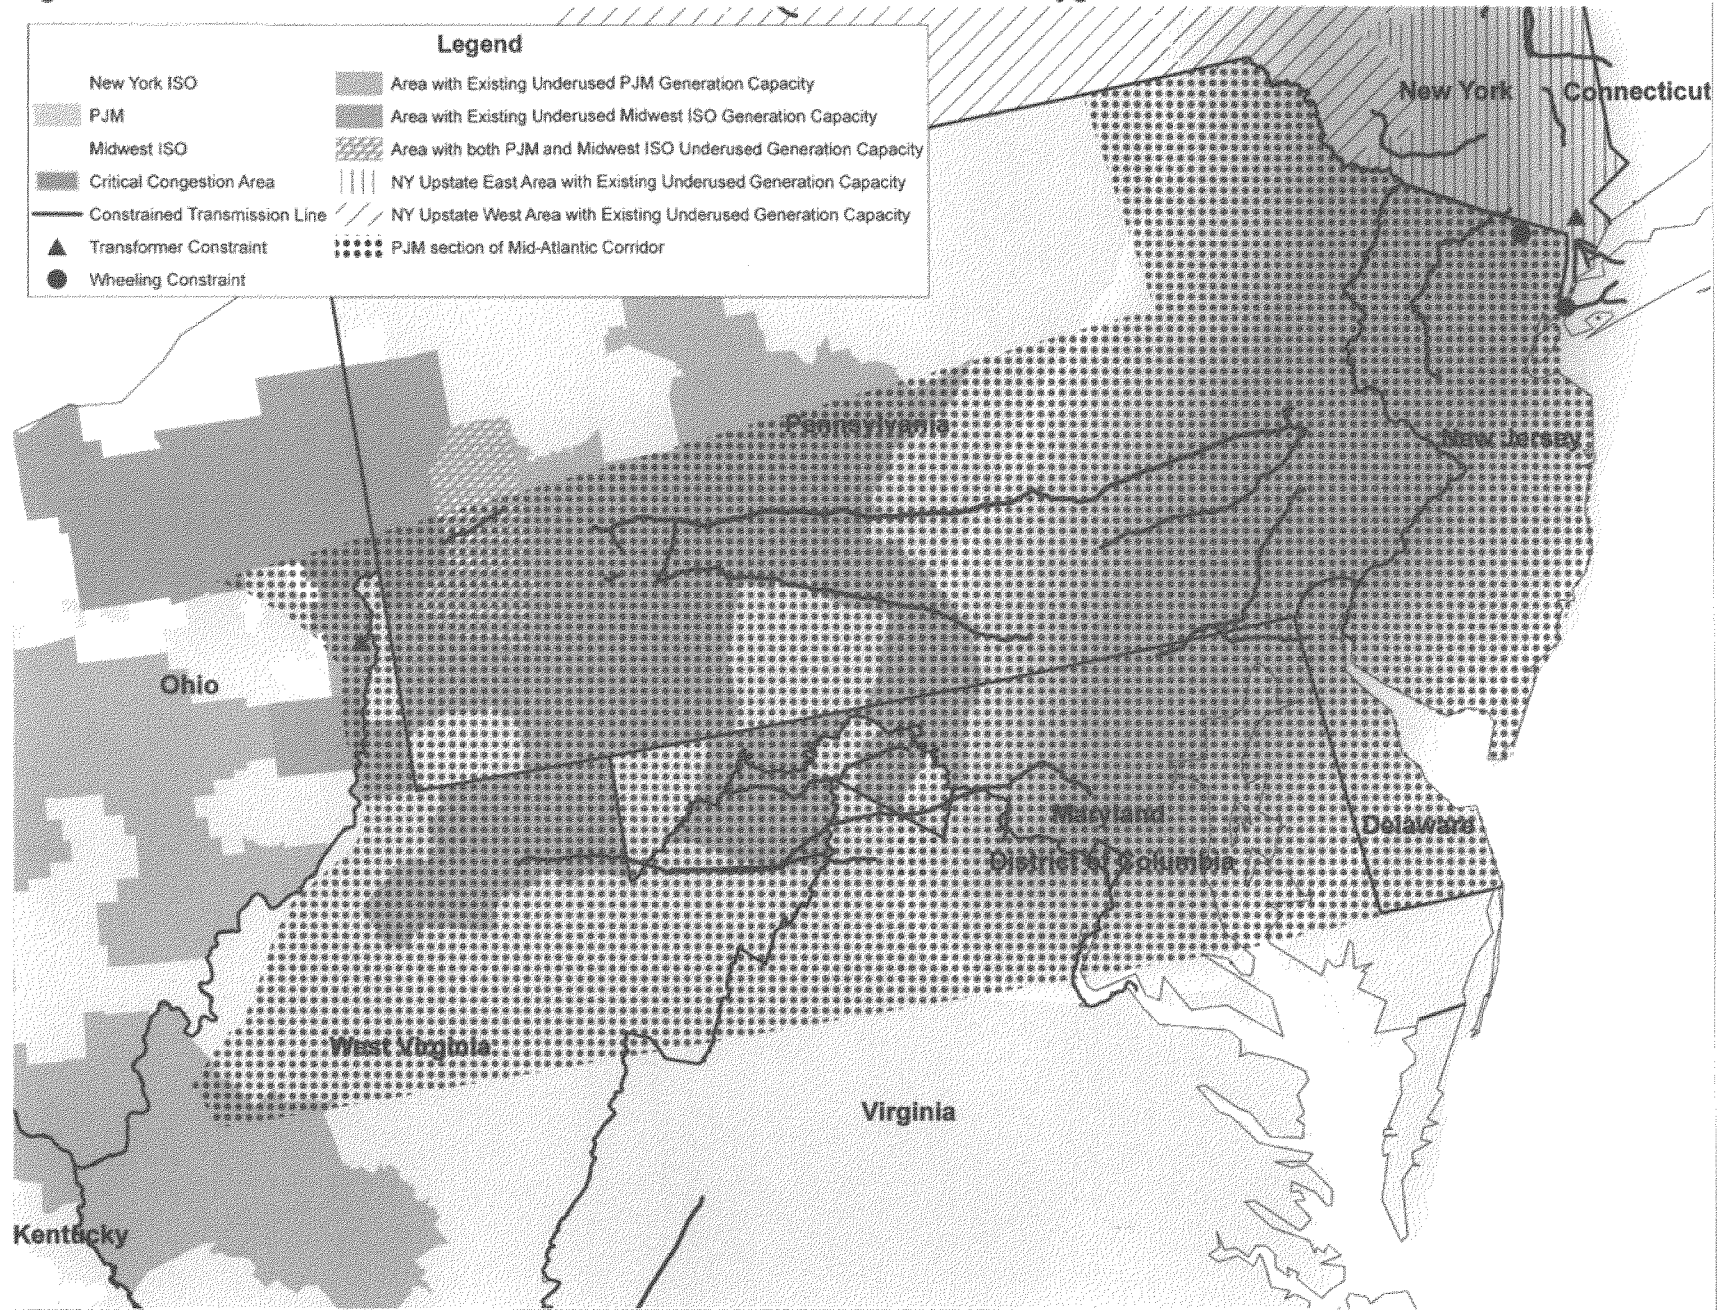 Legend
New York ISO
PJM
Midwest ISO
Critical Congestion Area
Constrained Transmission Line
Transformer Constraint
Wheeling Constraint
Area with Existing Underused PJM Generation Capacity
Area with Existing Underused Midwest ISO Generation Capacity
Area with both PJM and Midwest ISO Underused Generation Capacity
NY Upstate East Area with Existing Underused Generation Capacity
NY Upstate West Area with Existing Underused Generation Capacity
PJM section of Mid-Atlantic Corridor
New York
Connecticut
Pennsylvania
New Jersey
Ohio
Maryland
Delaware
District of Columbia
West Virginia
Virginia
Kentucky